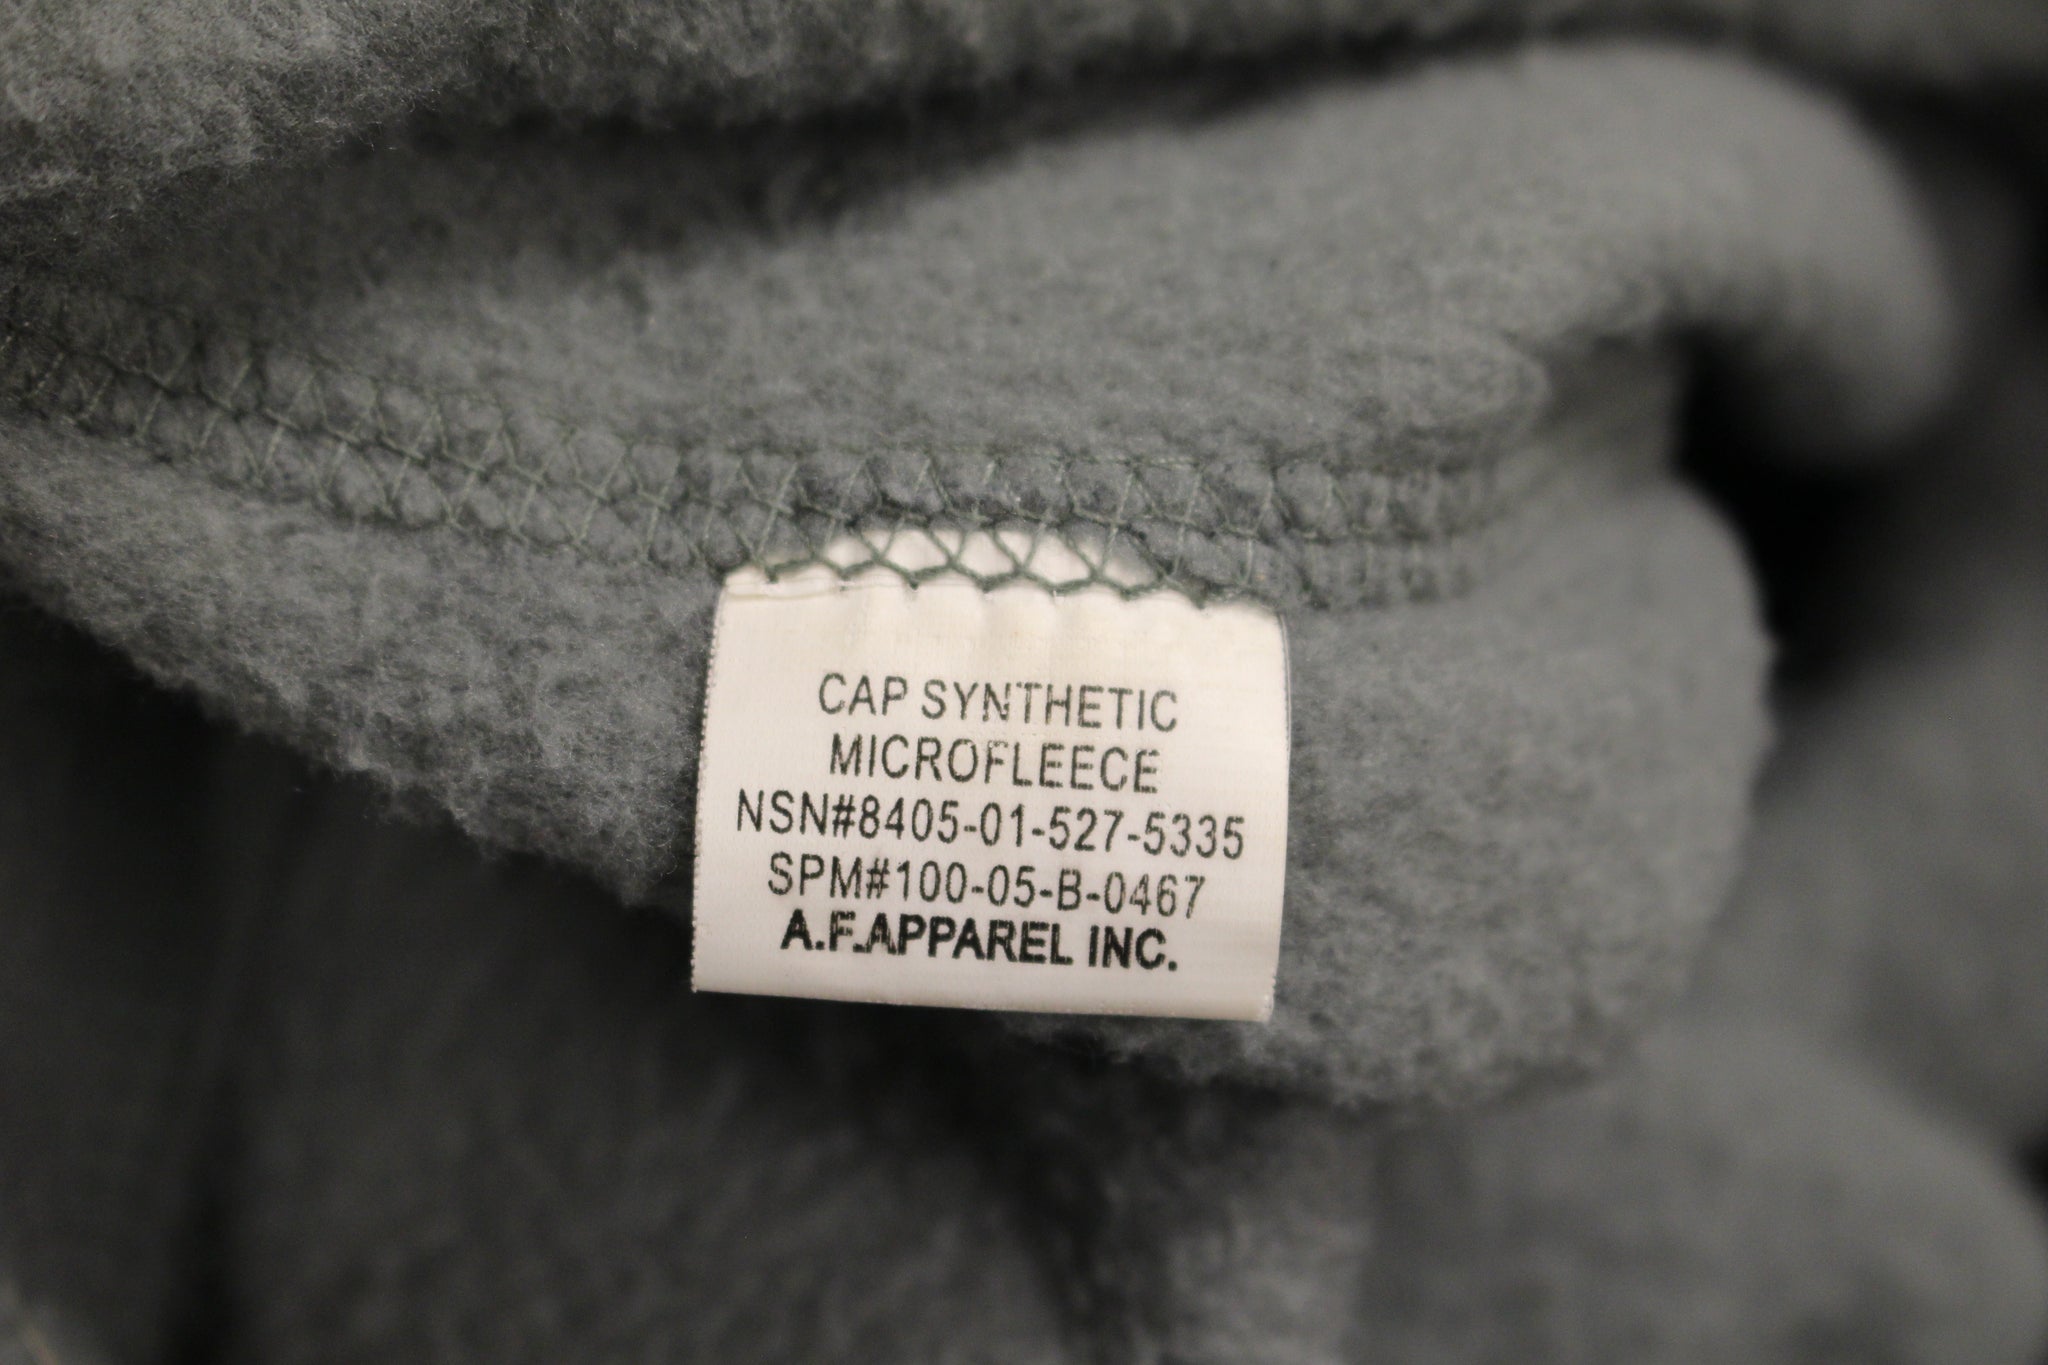 CAP SYNTHETIC
MICROFLEECE
NSN#8405-01-527-5335
SPM#100-05-B-0467
A.F.APPAREL INC.